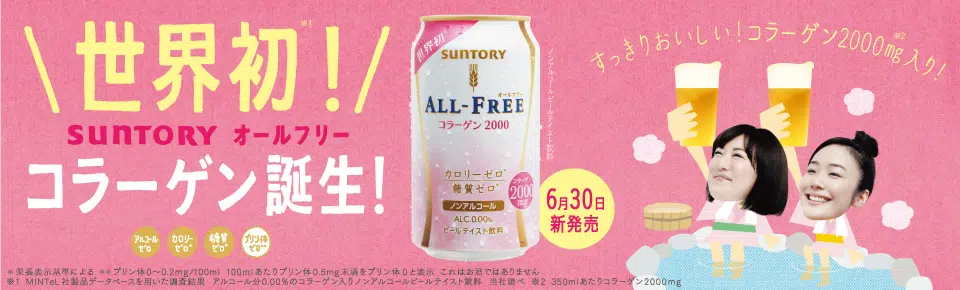 世界初!※1
SUNTORY オールフリー
コラーゲン誕生!
アルコールゼロ
カロリーゼロ*
糖質ゼロ*
プリン体ゼロ**
世界初
SUNTORY
オールフリー
ALL-FREE
コラーゲン 2000
カロリーゼロ*
糖質ゼロ*
コラーゲン2000mg
ノンアルコール
ALC.0.00%
ビールテイスト飲料
ノンアルコールビールテイスト飲料
6月30日
新発売
すっきりおいしい!コラーゲン2000mg※2入り!
*栄養表示基準による **プリン体0〜0.2mg/100ml 100mlあたりプリン体0.5mg未満をプリン体0と表示 これはお酒ではありません
※1 MINTEL社製品データベースを用いた調査結果 アルコール分0.00%のコラーゲン入りノンアルコールビールテイスト飲料 当社調べ ※2 350mlあたりコラーゲン2000mg